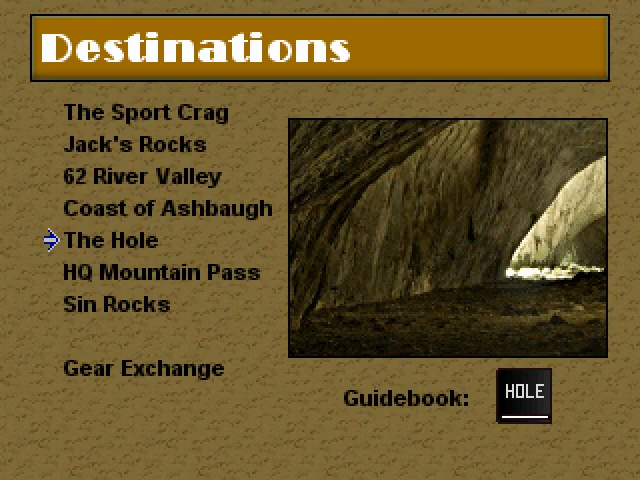 Destinations
The Sport Crag
Jack's Rocks
62 River Valley
Coast of Ashbaugh
The Hole
HQ Mountain Pass
Sin Rocks
Gear Exchange
Guidebook:
HOLE